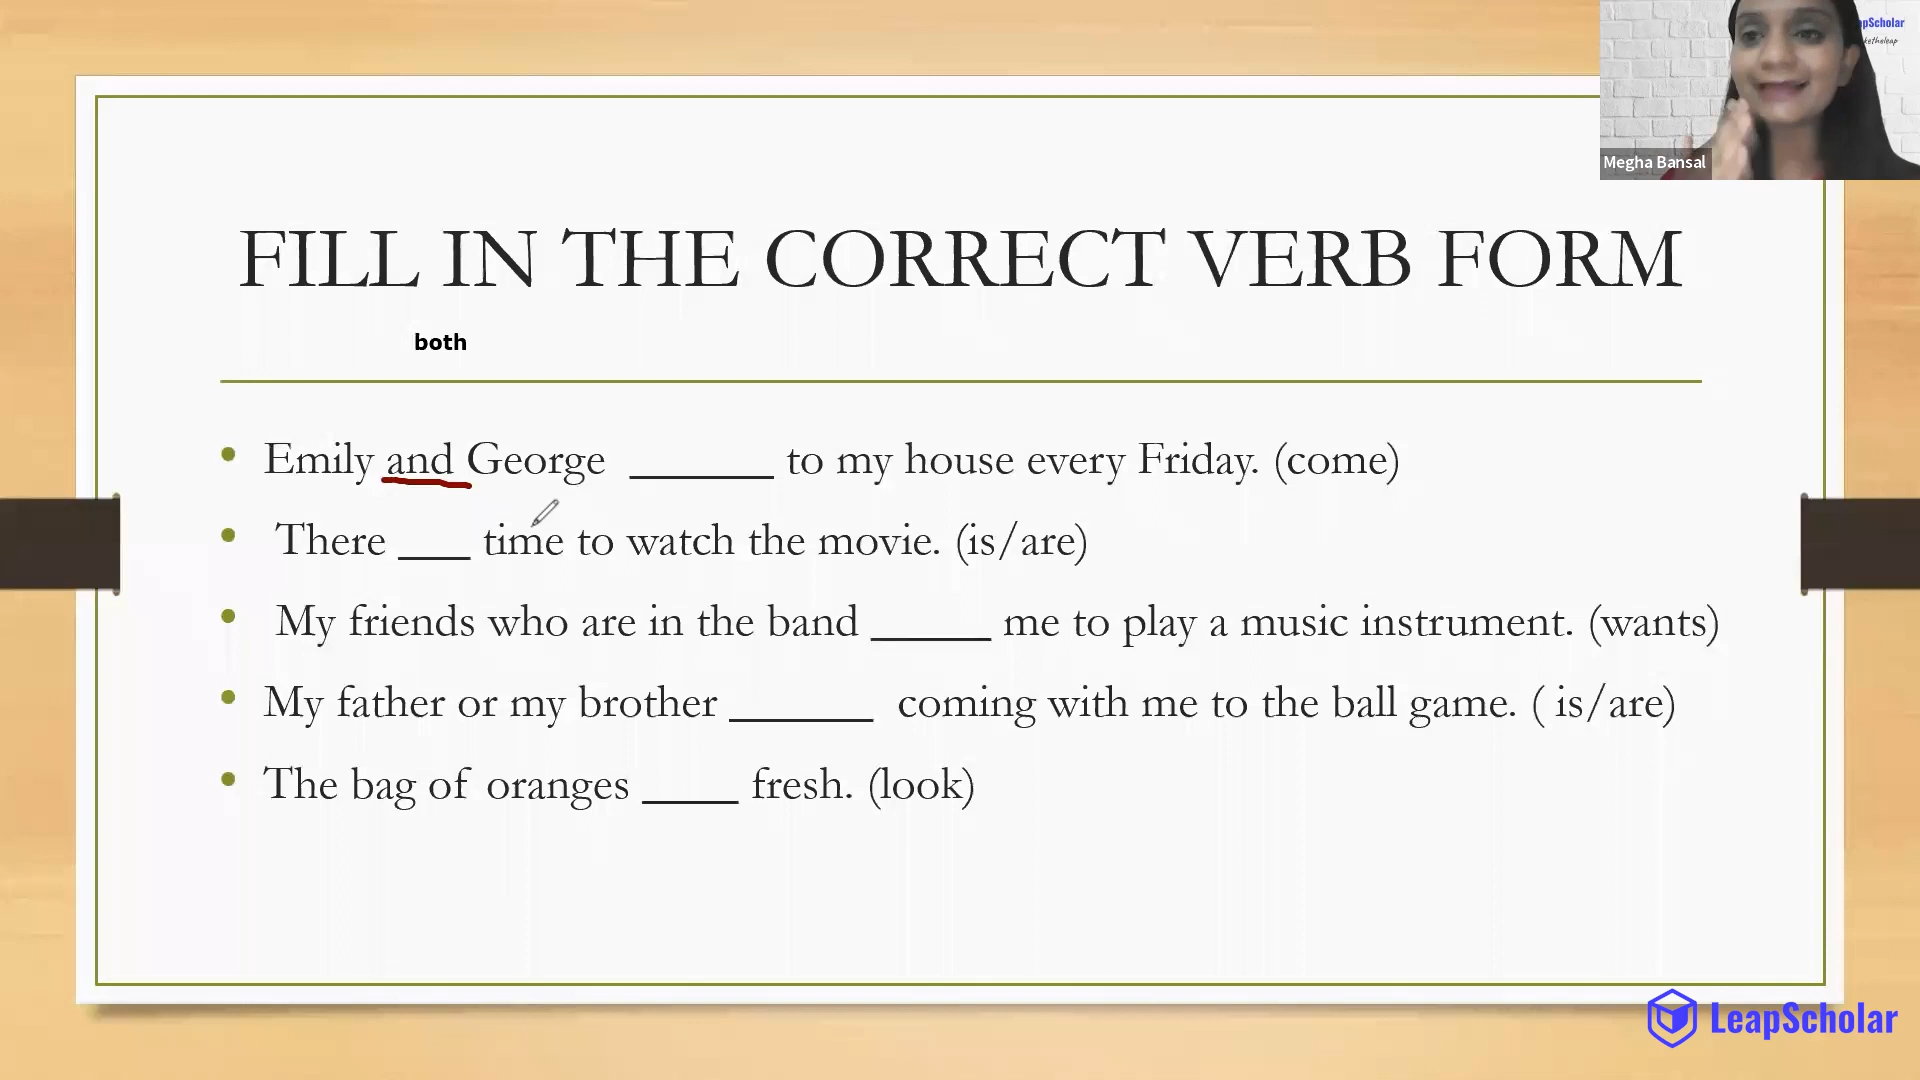 apScholar
ketheleap
Megha Bansal
FILL IN THE CORRECT VERB FORM
both
Emily and George ______ to my house every Friday. (come)
There ___ time to watch the movie. (is/are)
My friends who are in the band _____ me to play a music instrument. (wants)
My father or my brother ______ coming with me to the ball game. ( is/are)
The bag of oranges ____ fresh. (look)
LeapScholar